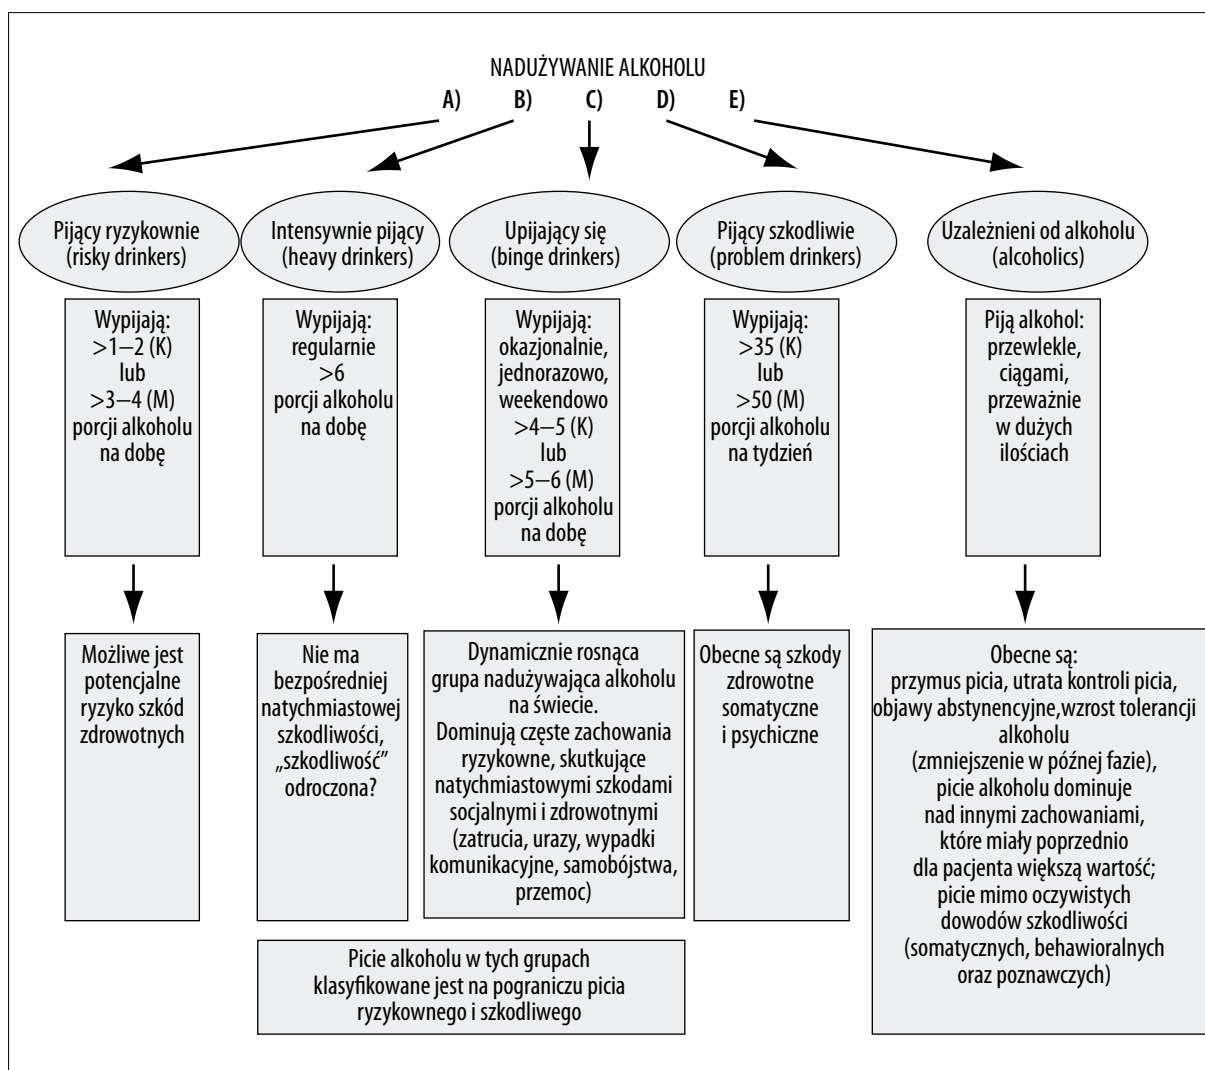 NADUŻYWANIE ALKOHOLU
A) B) C) D) E)
Pijący ryzykownie
(risky drinkers)
Intensywnie pijący
(heavy drinkers)
Upijający się
(binge drinkers)
Pijący szkodliwie
(problem drinkers)
Uzależnieni od alkoholu
(alcoholics)
Wypijają:
>1–2 (K)
lub
>3–4 (M)
porcji alkoholu
na dobę
Wypijają:
regularnie
>6
porcji alkoholu
na dobę
Wypijają:
okazjonalnie,
jednorazowo,
weekendowo
>4–5 (K)
lub
>5–6 (M)
porcji alkoholu
na dobę
Wypijają:
>35 (K)
lub
>50 (M)
porcji alkoholu
na tydzień
Piją alkohol:
przewlekle,
ciągami,
przeważnie
w dużych
ilościach
Możliwe jest
potencjalne
ryzyko szkód
zdrowotnych
Nie ma
bezpośredniej
natychmiastowej
szkodliwości,
„szkodliwość”
odroczona?
Dynamicznie rosnąca
grupa nadużywająca alkoholu
na świecie.
Dominują częste zachowania
ryzykowne, skutkujące
natychmiastowymi szkodami
socjalnymi i zdrowotnymi
(zatrucia, urazy, wypadki
komunikacyjne, samobójstwa,
przemoc)
Obecne są szkody
zdrowotne
somatyczne
i psychiczne
Obecne są:
przymus picia, utrata kontroli picia,
objawy abstynencyjne,wzrost tolerancji
alkoholu
(zmniejszenie w późnej fazie),
picie alkoholu dominuje
nad innymi zachowaniami,
które miały poprzednio
dla pacjenta większą wartość;
picie mimo oczywistych
dowodów szkodliwości
(somatycznych, behawioralnych
oraz poznawczych)
Picie alkoholu w tych grupach
klasyfikowane jest na pograniczu picia
ryzykownego i szkodliwego